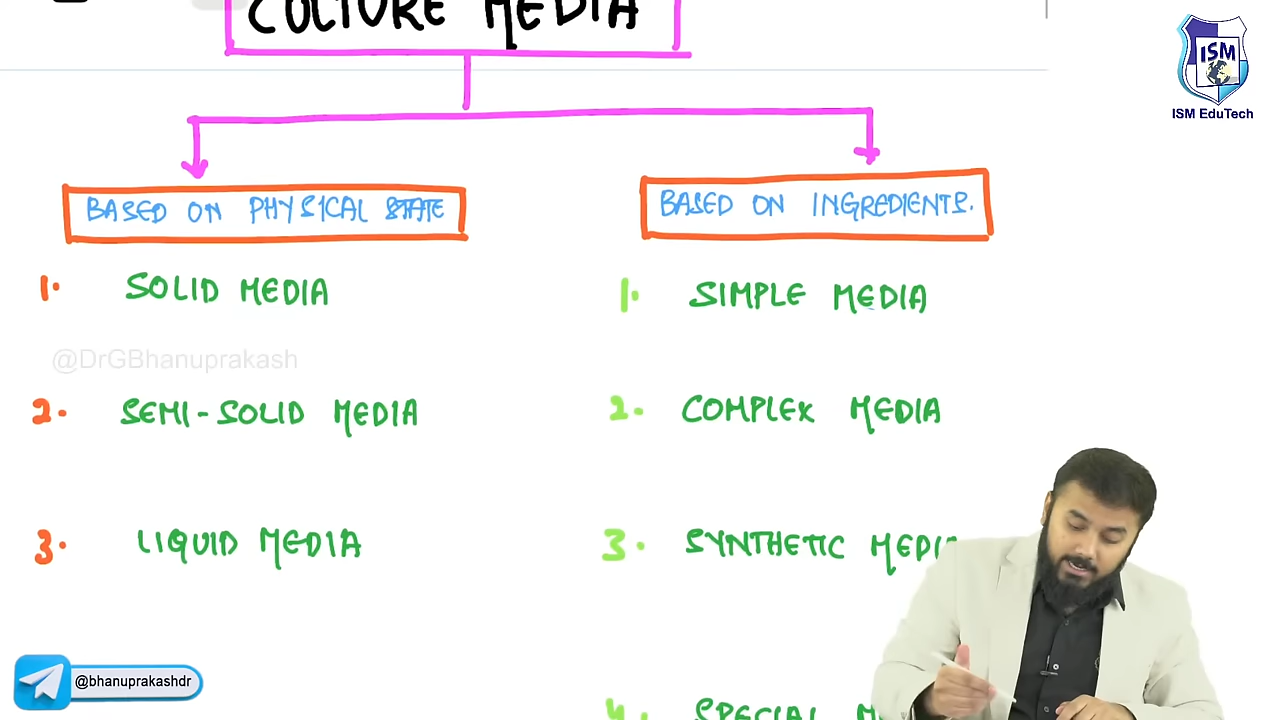 CULTURE MEDIA
ISM
ISM EduTech
BASED ON PHYSICAL STATE
BASED ON INGREDIENTS.
1. SOLID MEDIA
1. SIMPLE MEDIA
@DrGBhanuprakash
2. SEMI-SOLID MEDIA
2. COMPLEX MEDIA
3. LIQUID MEDIA
3. SYNTHETIC MEDIA
@bhanuprakashdr
4. SPECIAL